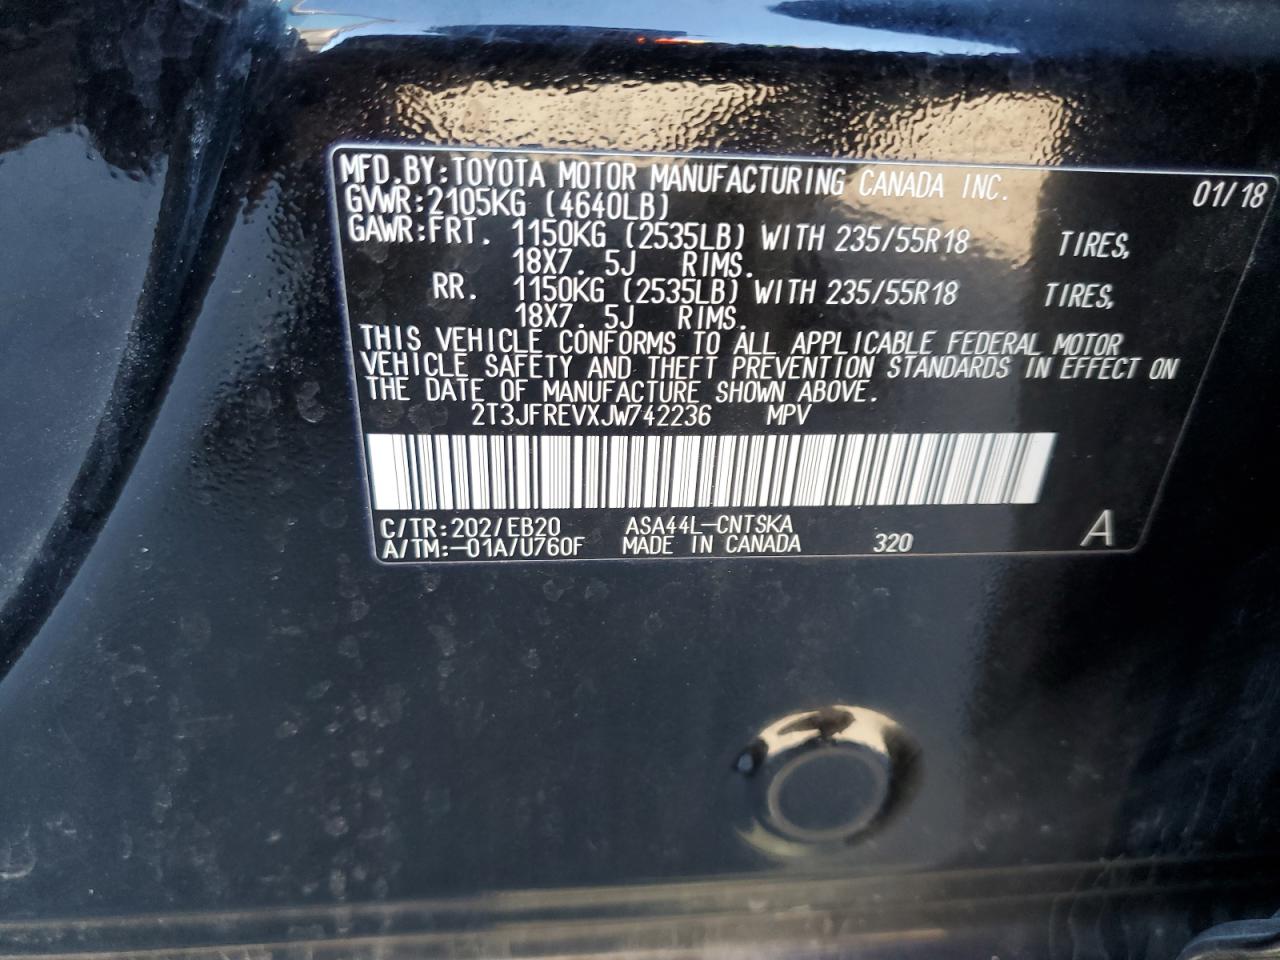 MFD.BY:TOYOTA MOTOR MANUFACTURING CANADA INC. 01/18
GVWR:2105KG (4640LB)
GAWR:FRT. 1150KG (2535LB) WITH 235/55R18 TIRES,
18X7.5J RIMS.
RR. 1150KG (2535LB) WITH 235/55R18 TIRES,
18X7.5J RIMS.
THIS VEHICLE CONFORMS TO ALL APPLICABLE FEDERAL MOTOR
VEHICLE SAFETY AND THEFT PREVENTION STANDARDS IN EFFECT ON
THE DATE OF MANUFACTURE SHOWN ABOVE.
2T3JFREVXJW742236 MPV
C/TR:202/EB20 ASA44L-CNTSKA
A/TM:-01A/U760F MADE IN CANADA 320 A